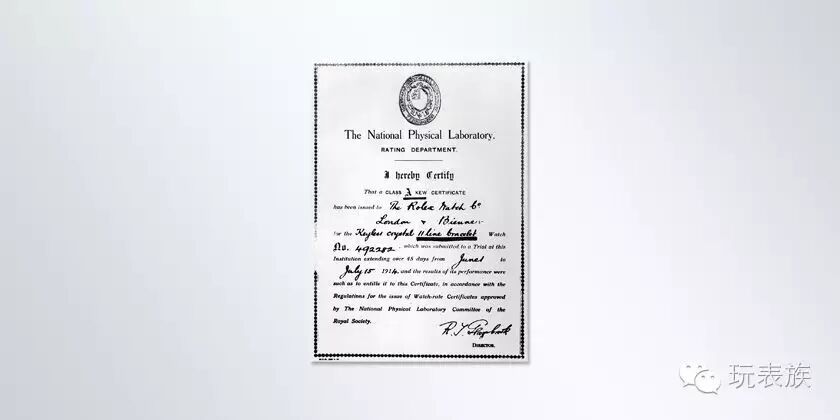 The National Physical Laboratory.
RATING DEPARTMENT.
I hereby Certify
That a CLASS A KEW CERTIFICATE
has been issued to The Rolex Watch Co
London & Bienne
for the Keyless crystal 11 line bracelet Watch
No. 492282, which was submitted to a Trial at this
Institution extending over 45 days from June 1 to
July 15 1914, and the results of its performance were
such as to entitle it to this Certificate, in accordance with the
Regulations for the issue of Watch-rate Certificates approved
by The National Physical Laboratory Committee of the
Royal Society.
DIRECTOR.
玩表族